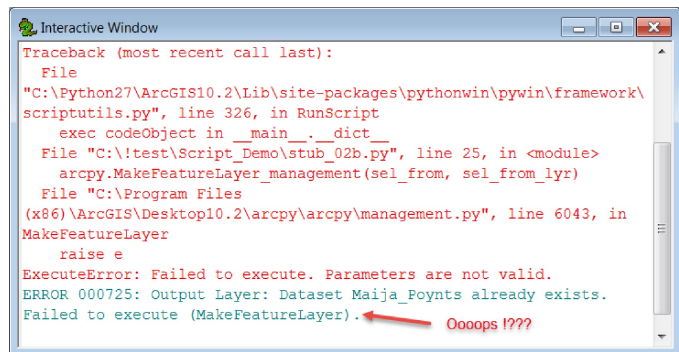 Interactive Window
Traceback (most recent call last):
  File
"C:\Python27\ArcGIS10.2\Lib\site-packages\pythonwin\pywin\framework\
scriptutils.py", line 326, in RunScript
    exec codeObject in __main__.__dict__
  File "C:\!test\Script_Demo\stub_02b.py", line 25, in <module>
    arcpy.MakeFeatureLayer_management(sel_from, sel_from_lyr)
  File "C:\Program Files
(x86)\ArcGIS\Desktop10.2\arcpy\arcpy\management.py", line 6043, in
MakeFeatureLayer
    raise e
ExecuteError: Failed to execute. Parameters are not valid.
ERROR 000725: Output Layer: Dataset Maija_Poynts already exists.
Failed to execute (MakeFeatureLayer).
Oooops !???